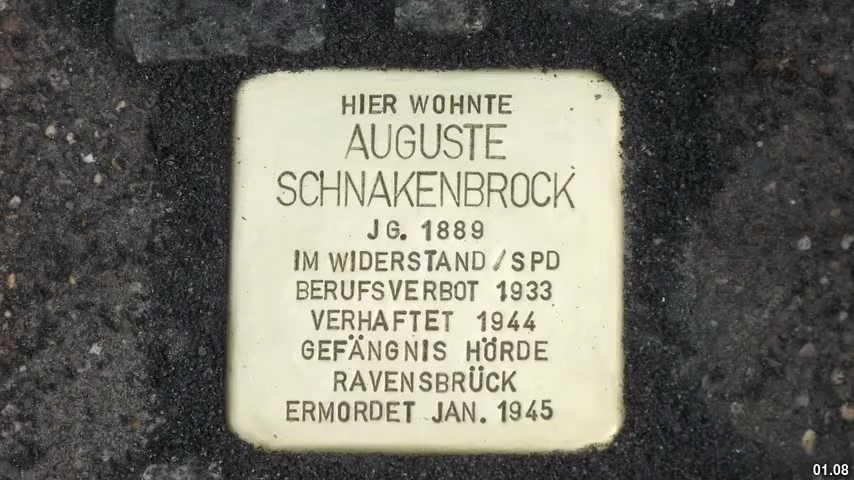 HIER WOHNTE
AUGUSTE
SCHNAKENBROCK
JG. 1889
IM WIDERSTAND/SPD
BERUFSVERBOT 1933
VERHAFTET 1944
GEFÄNGNIS HÖRDE
RAVENSBRÜCK
ERMORDET JAN. 1945
01.08